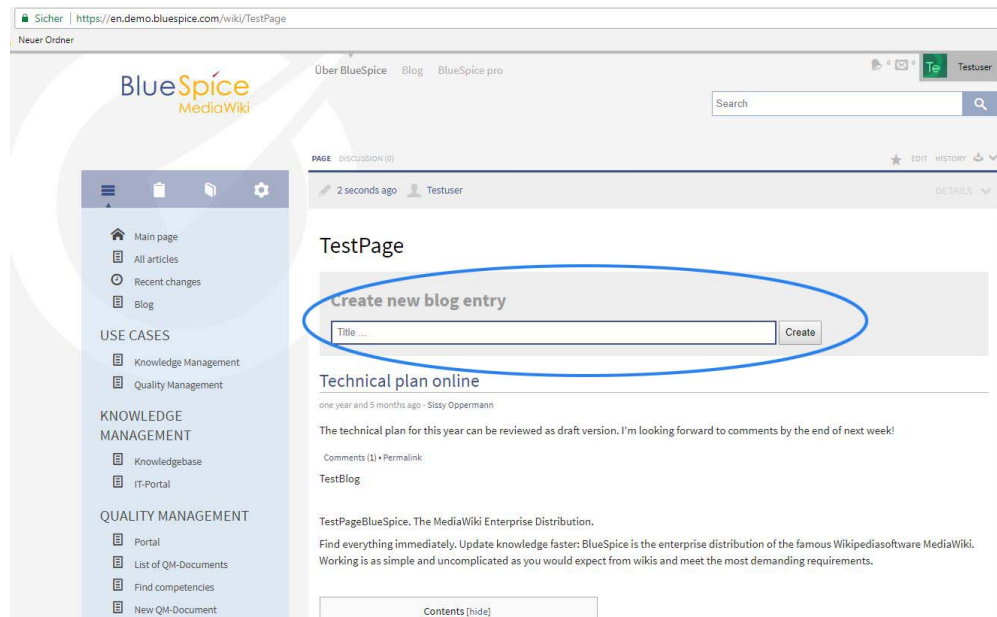 Sicher | https://en.demo.bluespice.com/wiki/TestPage
Neuer Ordner
BlueSpice
MediaWiki
Über BlueSpice Blog BlueSpice pro
Te Testuser
Search
PAGE DISCUSSION (0)
EDIT HISTORY
2 seconds ago Testuser
DETAILS
Main page
All articles
Recent changes
Blog
USE CASES
Knowledge Management
Quality Management
KNOWLEDGE
MANAGEMENT
Knowledgebase
IT-Portal
QUALITY MANAGEMENT
Portal
List of QM-Documents
Find competencies
New QM-Document
TestPage
Create new blog entry
Title ...
Create
Technical plan online
one year and 5 months ago - Sissy Oppermann
The technical plan for this year can be reviewed as draft version. I'm looking forward to comments by the end of next week!
Comments (1) • Permalink
TestBlog
TestPageBlueSpice. The MediaWiki Enterprise Distribution.
Find everything immediately. Update knowledge faster: BlueSpice is the enterprise distribution of the famous Wikipediasoftware MediaWiki.
Working is as simple and uncomplicated as you would expect from wikis and meet the most demanding requirements.
Contents [hide]